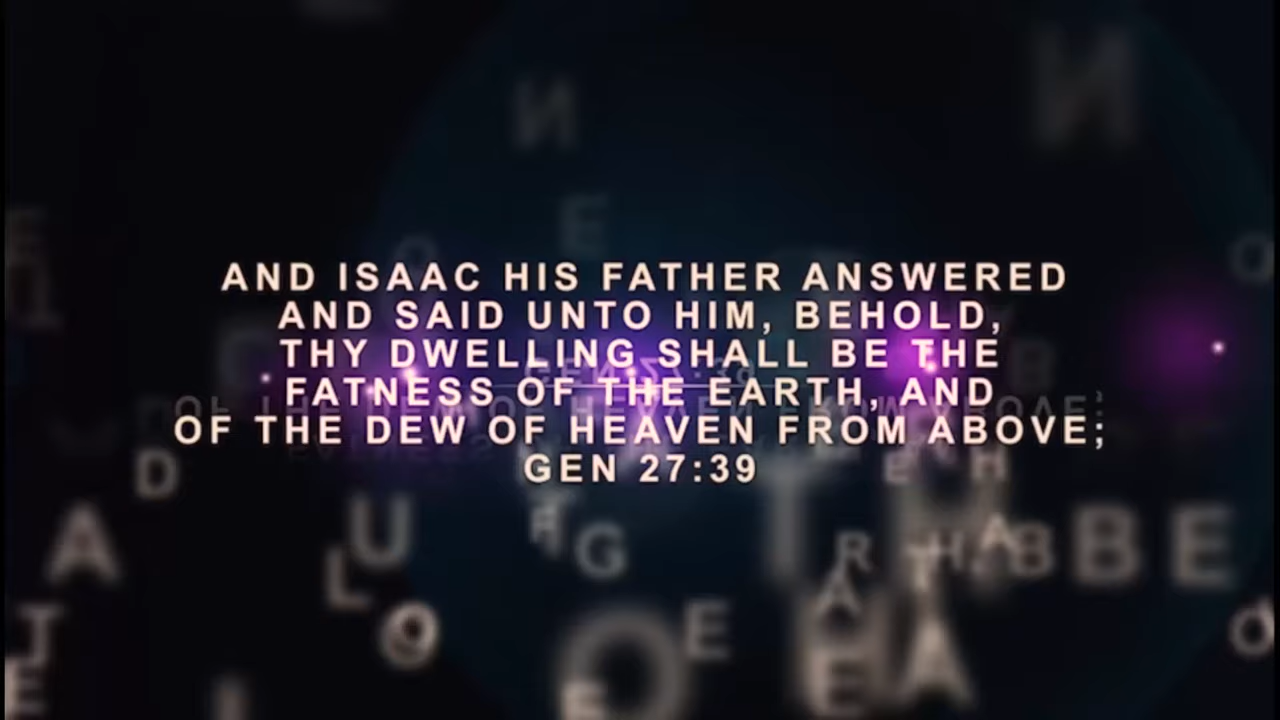 AND ISAAC HIS FATHER ANSWERED
AND SAID UNTO HIM, BEHOLD,
THY DWELLING SHALL BE THE
FATNESS OF THE EARTH, AND
OF THE DEW OF HEAVEN FROM ABOVE;
GEN 27:39